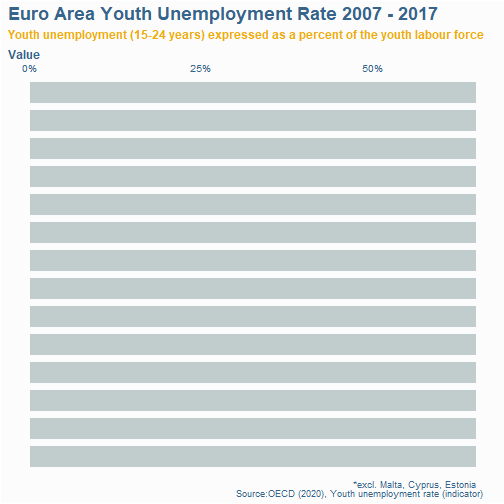 Euro Area Youth Unemployment Rate 2007 - 2017
Youth unemployment (15-24 years) expressed as a percent of the youth labour force
Value
0% 25% 50%
*excl. Malta, Cyprus, Estonia
Source:OECD (2020), Youth unemployment rate (indicator)